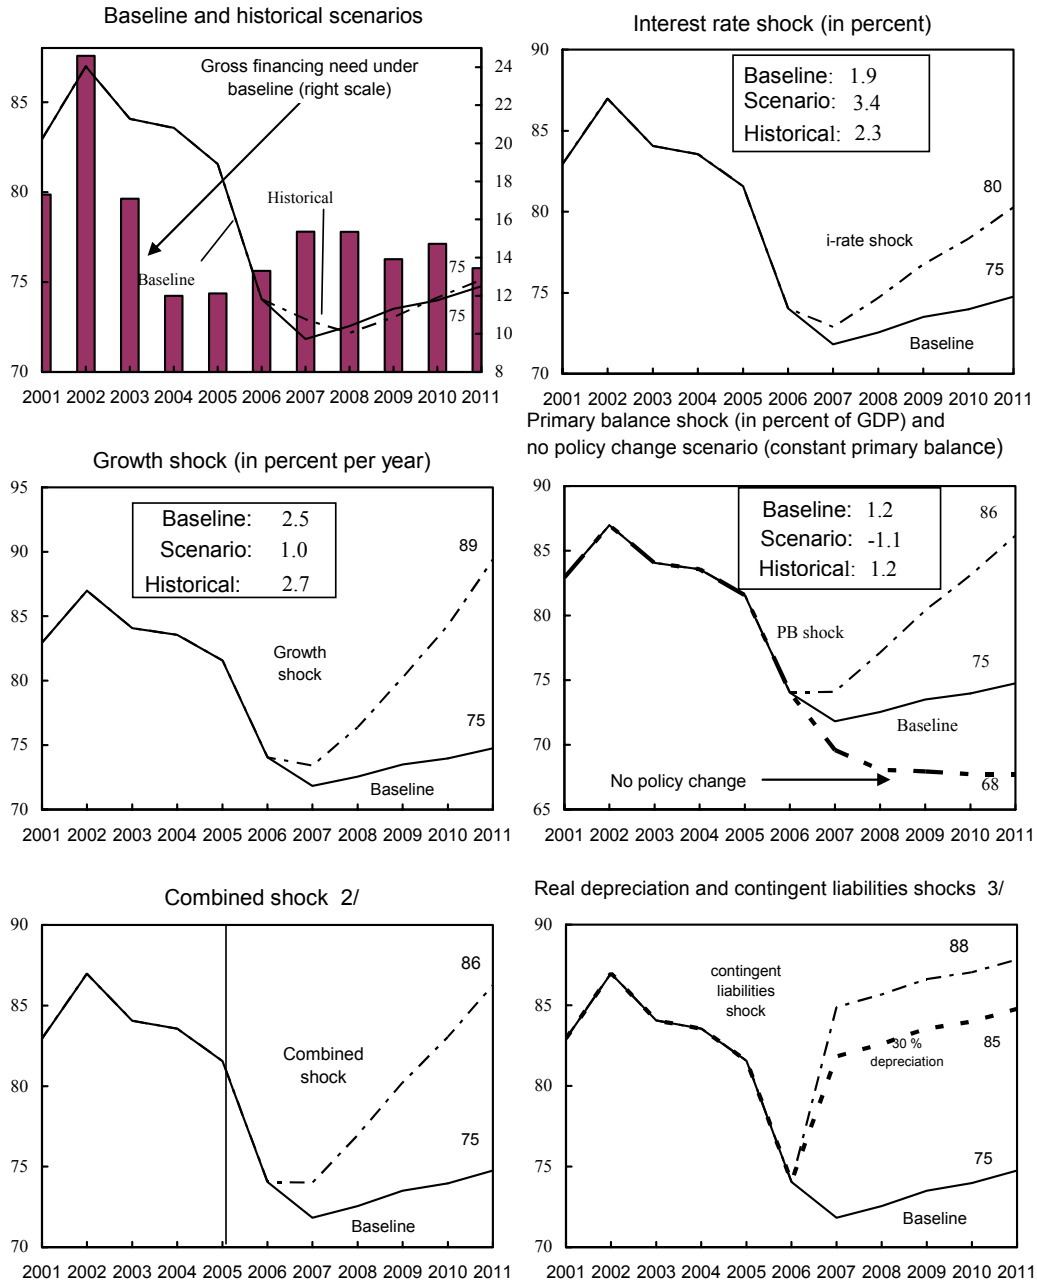 Baseline and historical scenarios
Gross financing need under
baseline (right scale)
Historical
Baseline
75
75
85
80
75
70
24
22
20
18
16
14
12
10
8
2001 2002 2003 2004 2005 2006 2007 2008 2009 2010 2011
Interest rate shock (in percent)
Baseline: 1.9
Scenario: 3.4
Historical: 2.3
80
i-rate shock
75
Baseline
90
85
80
75
70
2001 2002 2003 2004 2005 2006 2007 2008 2009 2010 2011
Growth shock (in percent per year)
Baseline: 2.5
Scenario: 1.0
Historical: 2.7
89
Growth
shock
75
Baseline
95
90
85
80
75
70
2001 2002 2003 2004 2005 2006 2007 2008 2009 2010 2011
Primary balance shock (in percent of GDP) and
no policy change scenario (constant primary balance)
Baseline: 1.2
Scenario: -1.1
Historical: 1.2
86
PB shock
75
Baseline
No policy change
68
90
85
80
75
70
65
2001 2002 2003 2004 2005 2006 2007 2008 2009 2010 2011
Combined shock 2/
86
Combined
shock
75
Baseline
90
85
80
75
70
2001 2002 2003 2004 2005 2006 2007 2008 2009 2010 2011
Real depreciation and contingent liabilities shocks 3/
88
contingent
liabilities
shock
30 %
depreciation
85
75
Baseline
90
85
80
75
70
2001 2002 2003 2004 2005 2006 2007 2008 2009 2010 2011